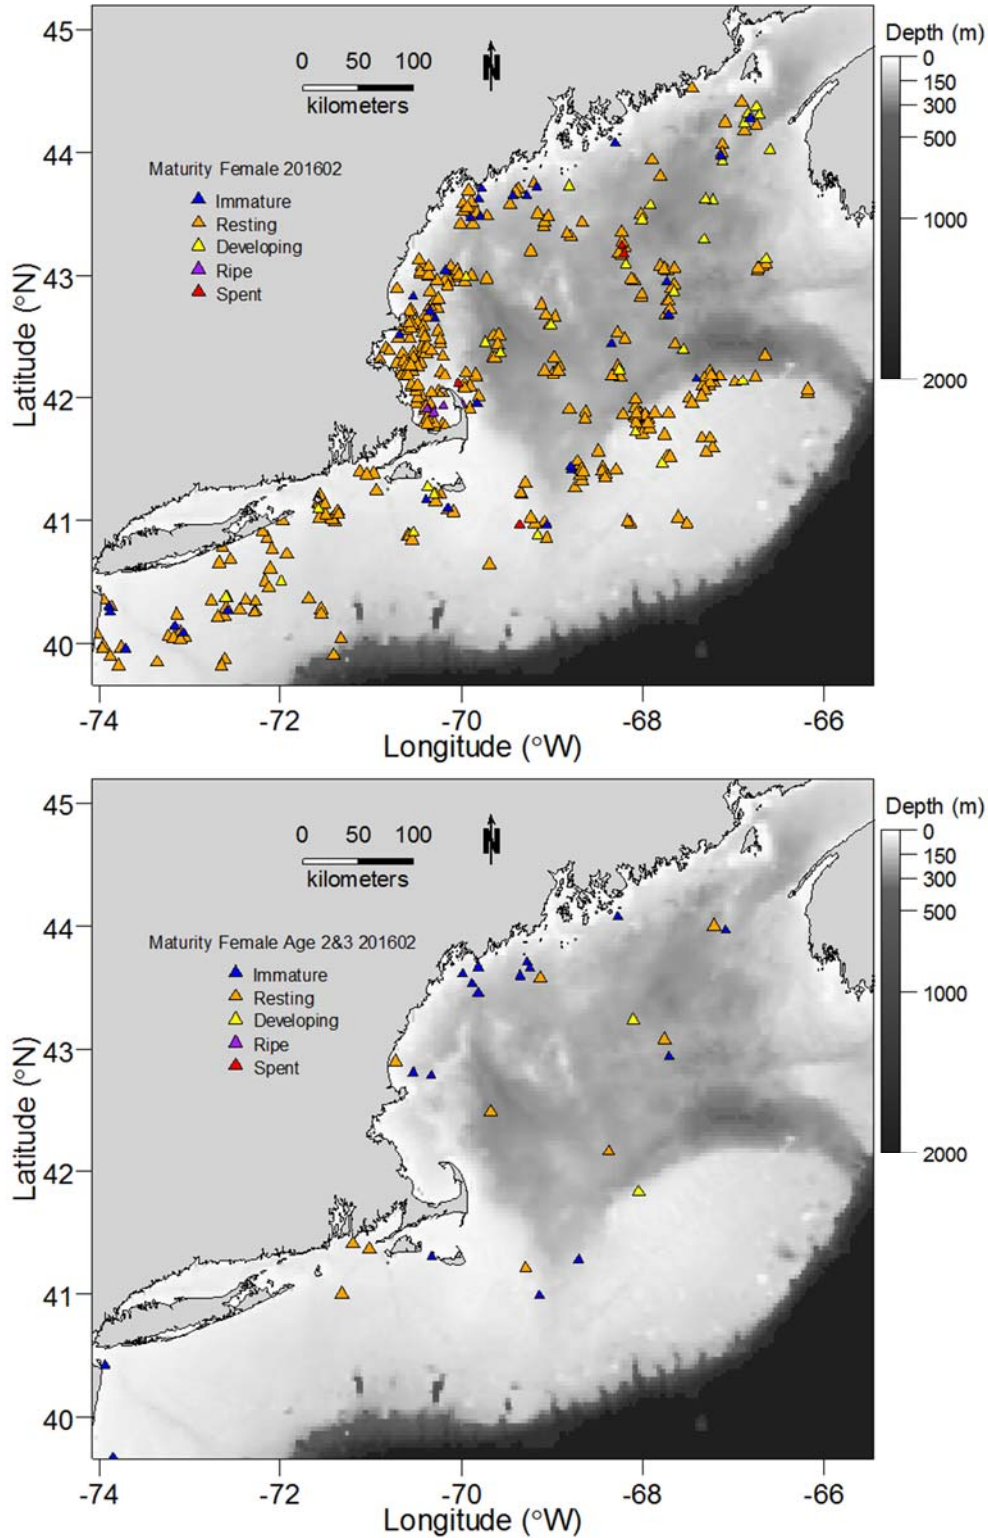 45
Depth (m)
0 50 100
N
kilometers
0
150
300
500
1000
2000
44
Maturity Female 201602
Immature
Resting
Developing
Ripe
Spent
43
42
41
40
Latitude (°N)
-74 -72 -70 -68 -66
Longitude (°W)
45
Depth (m)
0 50 100
N
kilometers
0
150
300
500
1000
2000
44
Maturity Female Age 2&3 201602
Immature
Resting
Developing
Ripe
Spent
43
42
41
40
Latitude (°N)
-74 -72 -70 -68 -66
Longitude (°W)